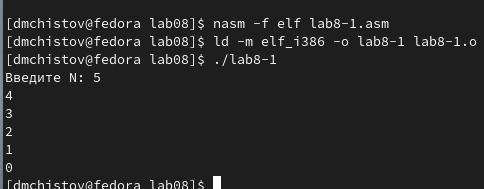 [dmchistov@fedora lab08]$ nasm -f elf lab8-1.asm
[dmchistov@fedora lab08]$ ld -m elf_i386 -o lab8-1 lab8-1.o
[dmchistov@fedora lab08]$ ./lab8-1
Введите N: 5
4
3
2
1
0
[dmchistov@fedora lab08]$